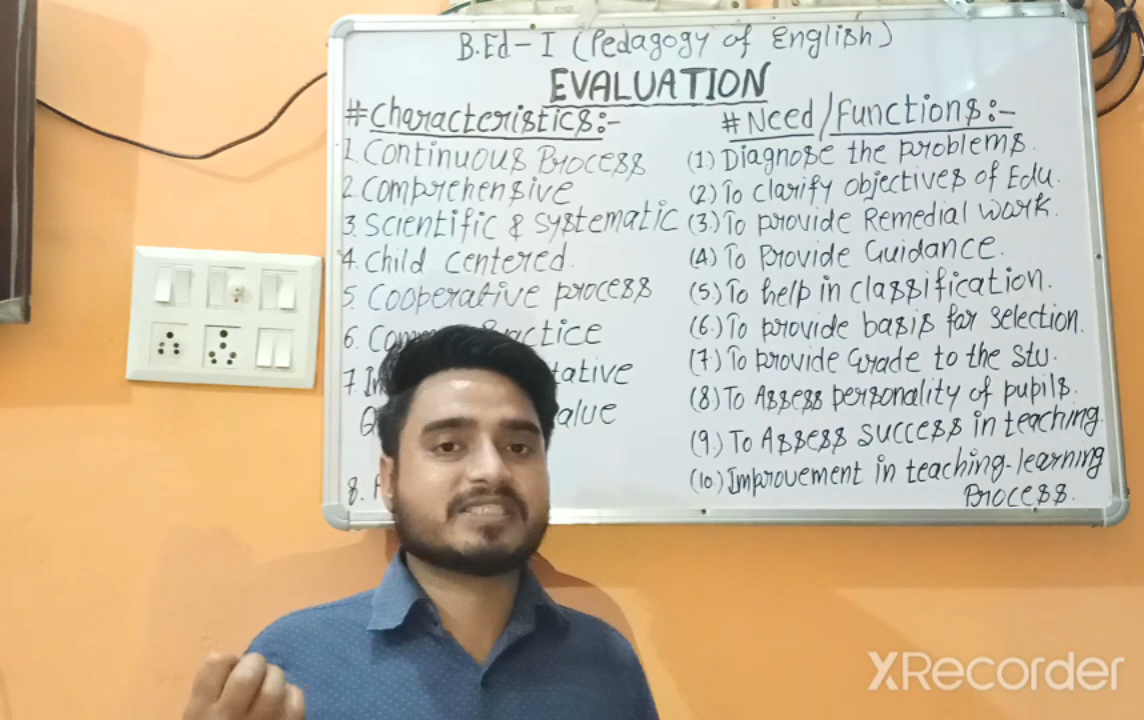 B.Ed - I (Pedagogy of English)
EVALUATION
# Characteristics:-
1. Continuous Process
2. Comprehensive
3. Scientific & systematic
4. Child centered.
5. Cooperative process
6. ctice
7. tative
alue
8.
# Need/Functions:-
(1) Diagnose the problems.
(2) To clarify objectives of Edu.
(3.) To provide Remedial work.
(4) To Provide Guidance.
(5.) To help in classification.
(6.) To provide basis for selection.
(7.) To provide Grade to the stu.
(8.) To Assess personality of pupils.
(9.) To Assess success in teaching.
(10.) Improvement in teaching-learning
Process.
XRecorder